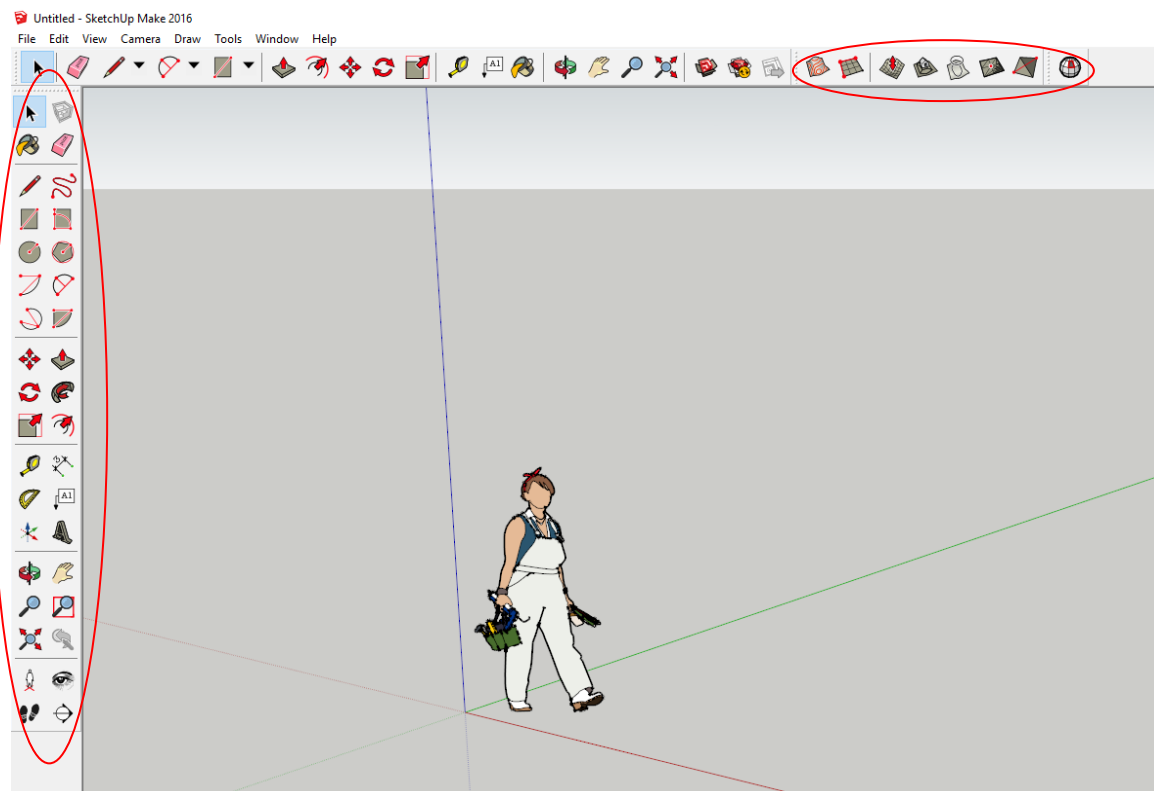 Untitled - SketchUp Make 2016
File Edit View Camera Draw Tools Window Help
A1
A1